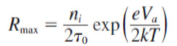 R_max = n_i / 2τ_0 exp(eV_a / 2kT)